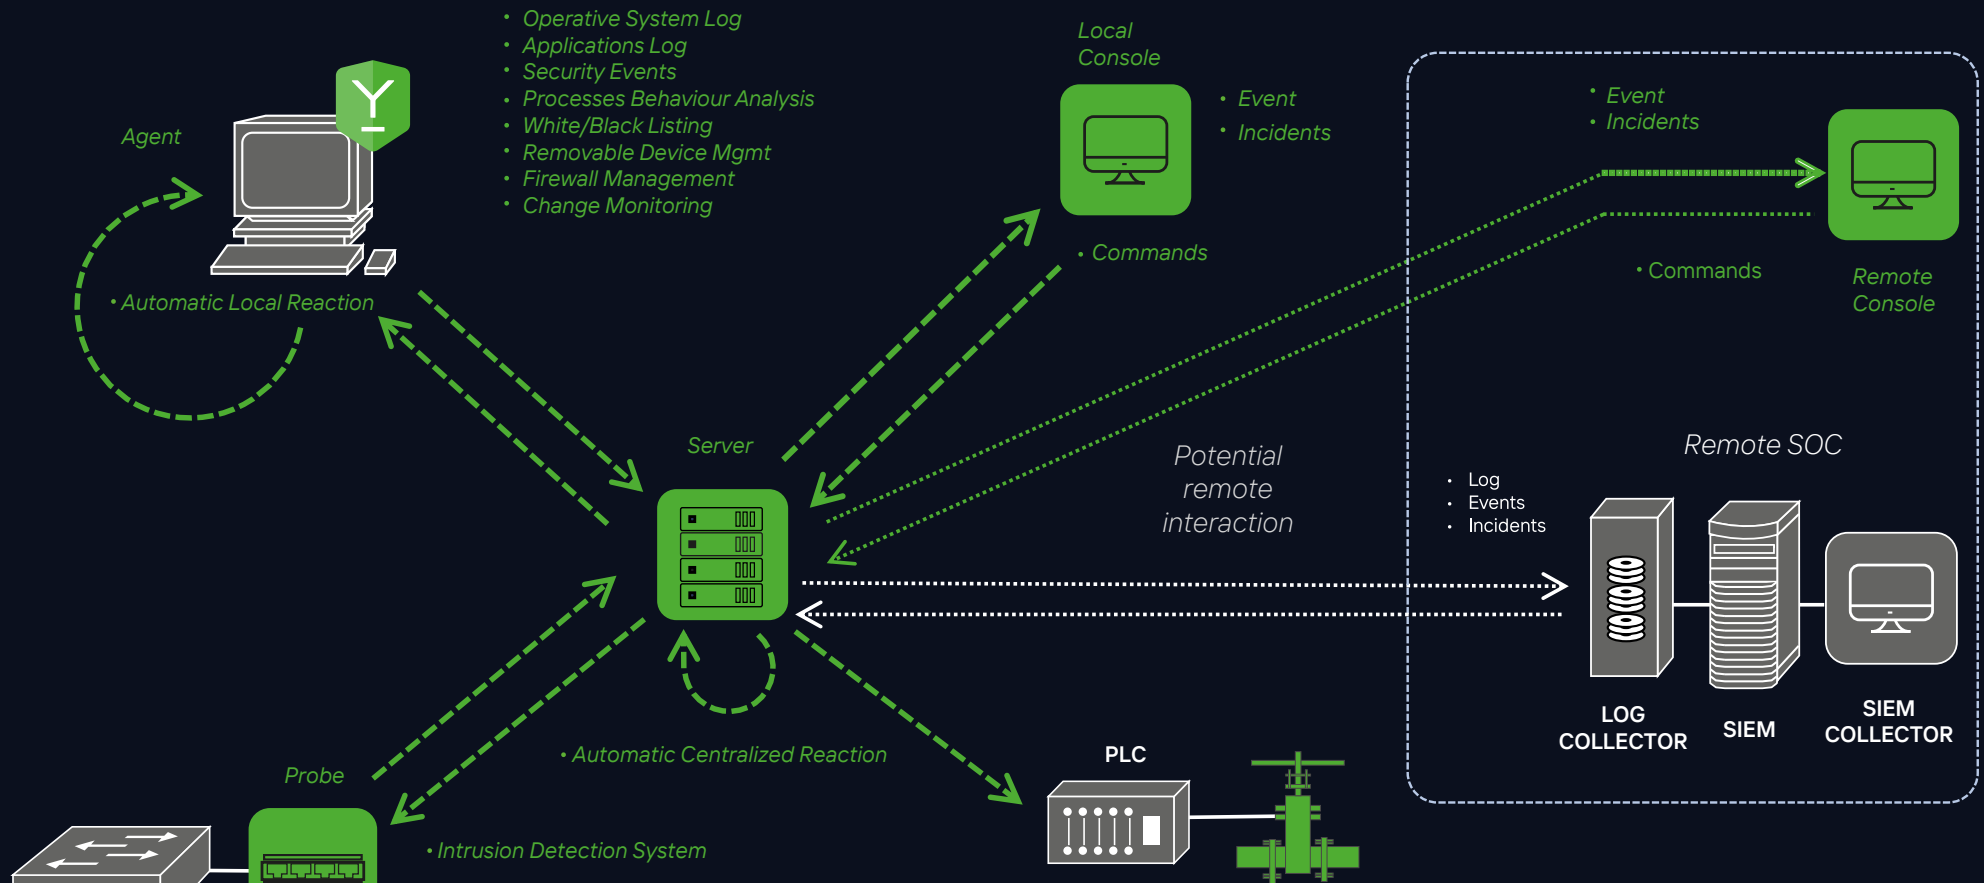 • Operative System Log
• Applications Log
• Security Events
• Processes Behaviour Analysis
• White/Black Listing
• Removable Device Mgmt
• Firewall Management
• Change Monitoring
Agent
• Automatic Local Reaction
Local
Console
• Event
• Incidents
• Commands
• Event
• Incidents
• Commands
Remote
Console
Server
Potential
remote
interaction
Remote SOC
• Log
• Events
• Incidents
LOG
COLLECTOR
SIEM
SIEM
COLLECTOR
• Automatic Centralized Reaction
PLC
Probe
• Intrusion Detection System